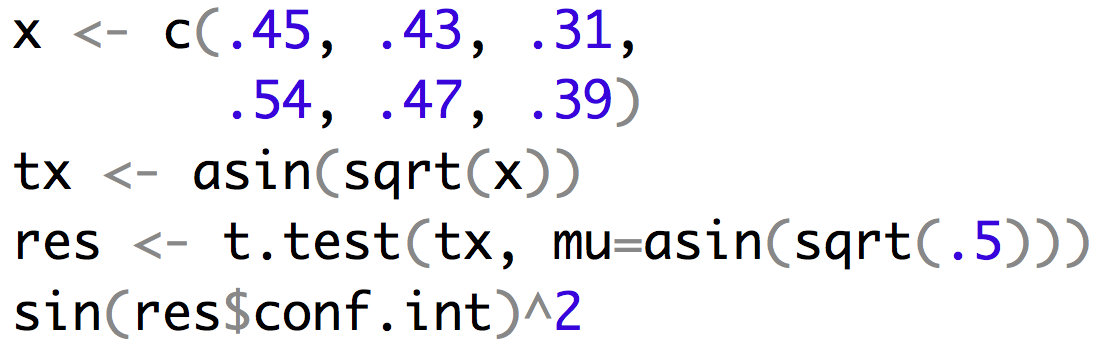 x <- c(.45, .43, .31,
       .54, .47, .39)
tx <- asin(sqrt(x))
res <- t.test(tx, mu=asin(sqrt(.5)))
sin(res$conf.int)^2